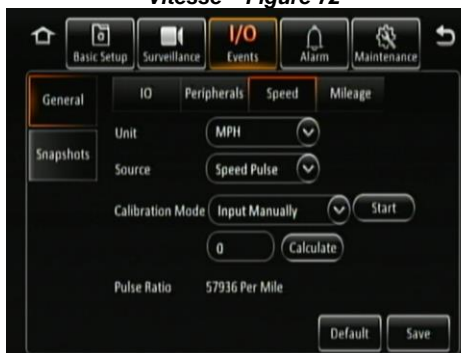 Vitesse - Figure 72
Basic Setup Surveillance I/O Events Alarm Maintenance
General IO Peripherals Speed Mileage
Unit MPH
Snapshots
Source Speed Pulse
Calibration Mode Input Manually Start
0 Calculate
Pulse Ratio 57936 Per Mile
Default Save